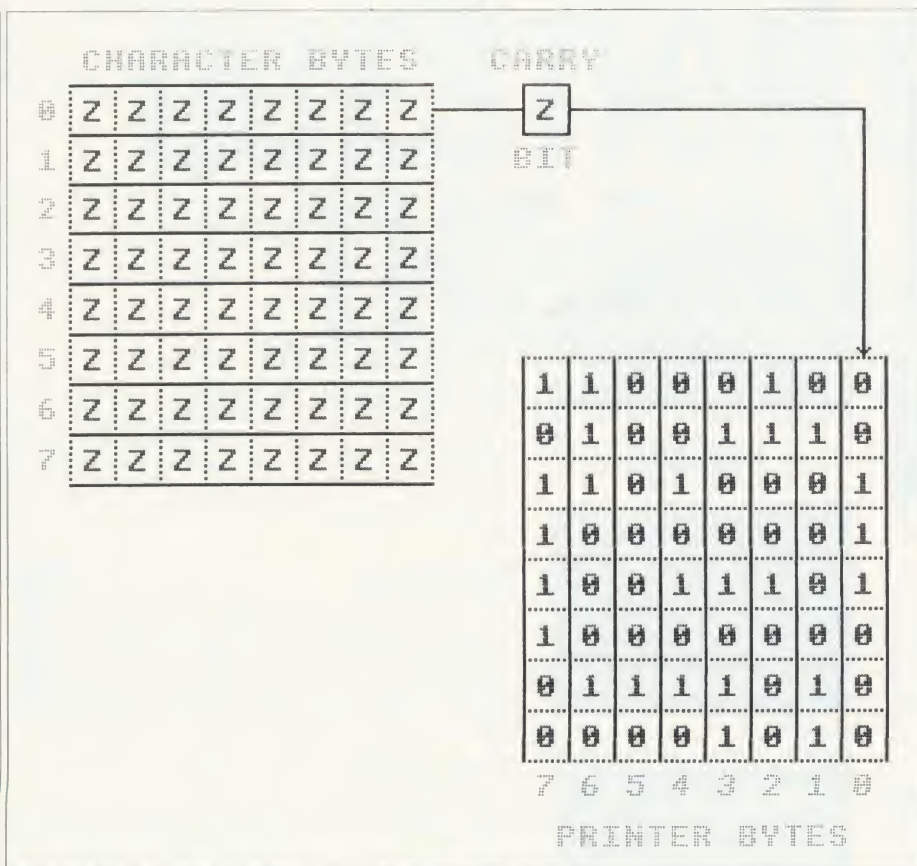 CHARACTER BYTES CARRY
0 Z Z Z Z Z Z Z Z Z
1 Z Z Z Z Z Z Z Z BIT
2 Z Z Z Z Z Z Z Z
3 Z Z Z Z Z Z Z Z
4 Z Z Z Z Z Z Z Z
5 Z Z Z Z Z Z Z Z
6 Z Z Z Z Z Z Z Z
7 Z Z Z Z Z Z Z Z
1 1 0 0 0 1 0 0
0 1 0 0 1 1 1 0
1 1 0 1 0 0 0 1
1 0 0 0 0 0 0 1
1 0 0 1 1 1 0 1
1 0 0 0 0 0 0 0
0 1 1 1 1 0 1 0
0 0 0 0 1 0 1 0
7 6 5 4 3 2 1 0
PRINTER BYTES